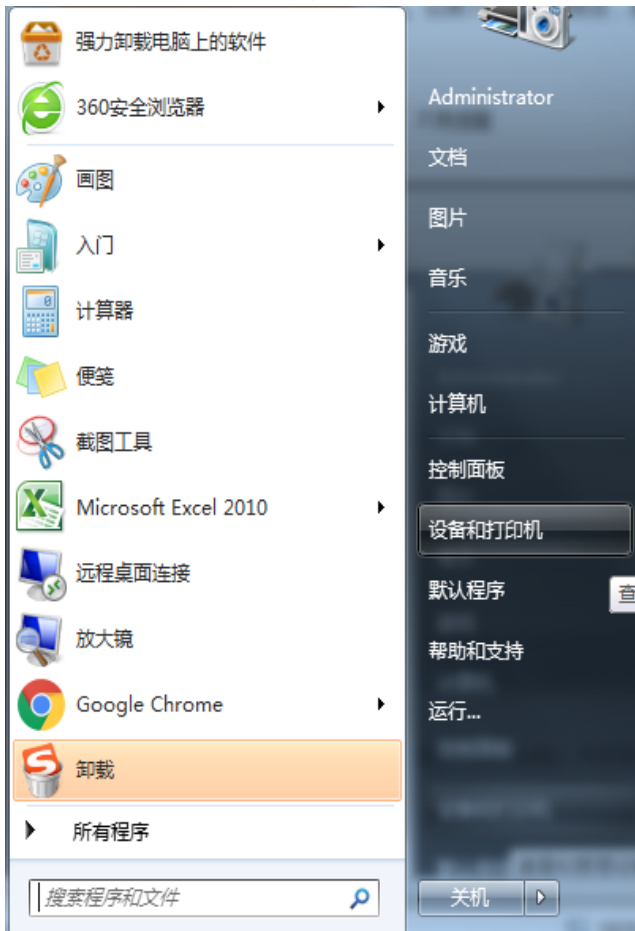 强力卸载电脑上的软件
360安全浏览器
画图
入门
计算器
便笺
截图工具
Microsoft Excel 2010
远程桌面连接
放大镜
Google Chrome
卸载
所有程序
搜索程序和文件
Administrator
文档
图片
音乐
游戏
计算机
控制面板
设备和打印机
默认程序
查
帮助和支持
运行...
关机